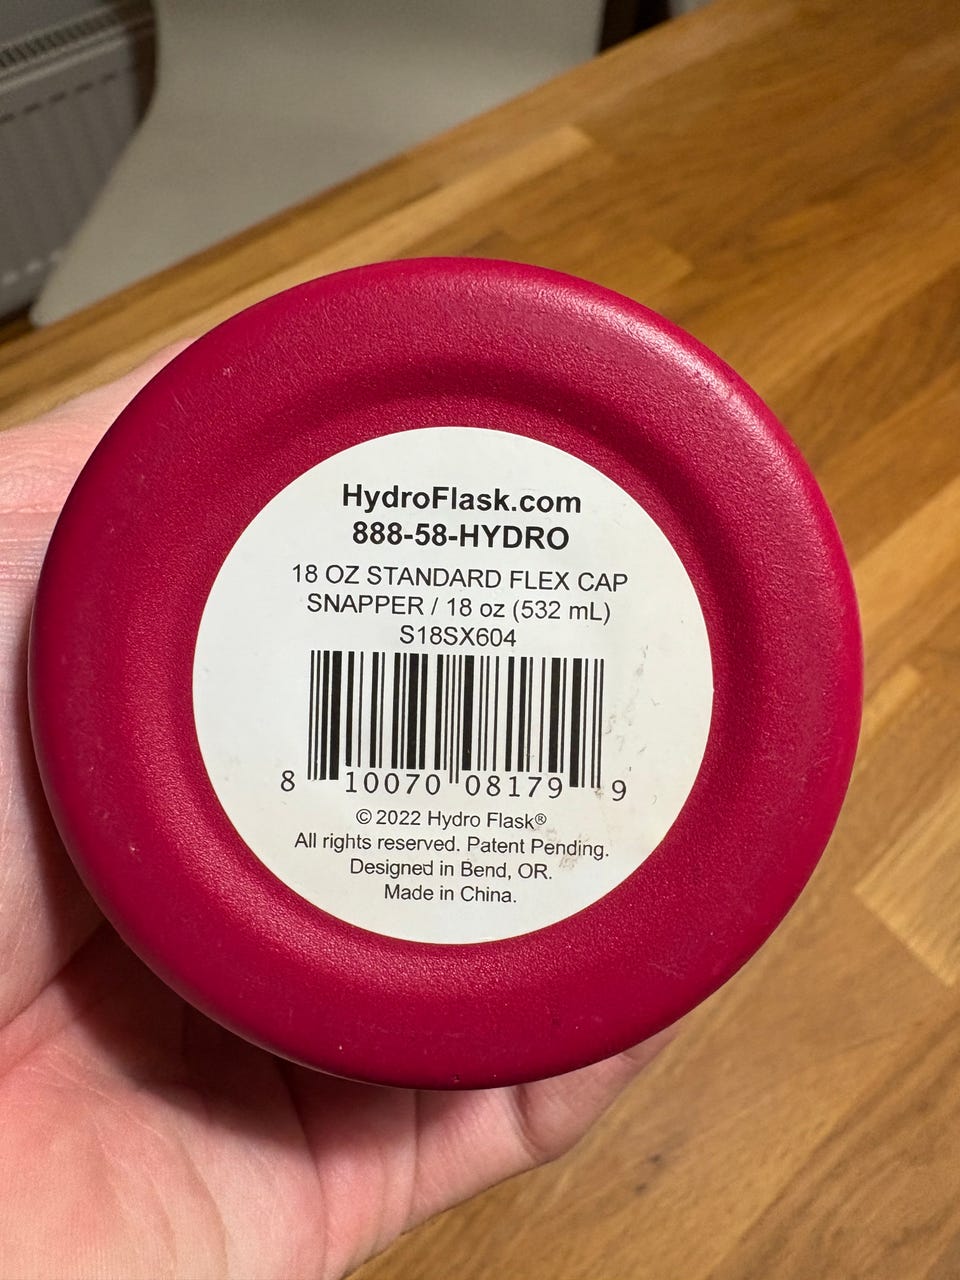 HydroFlask.com
888-58-HYDRO
18 OZ STANDARD FLEX CAP
SNAPPER / 18 oz (532 mL)
S18SX604
8 10070 08179 9
© 2022 Hydro Flask®
All rights reserved. Patent Pending.
Designed in Bend, OR.
Made in China.